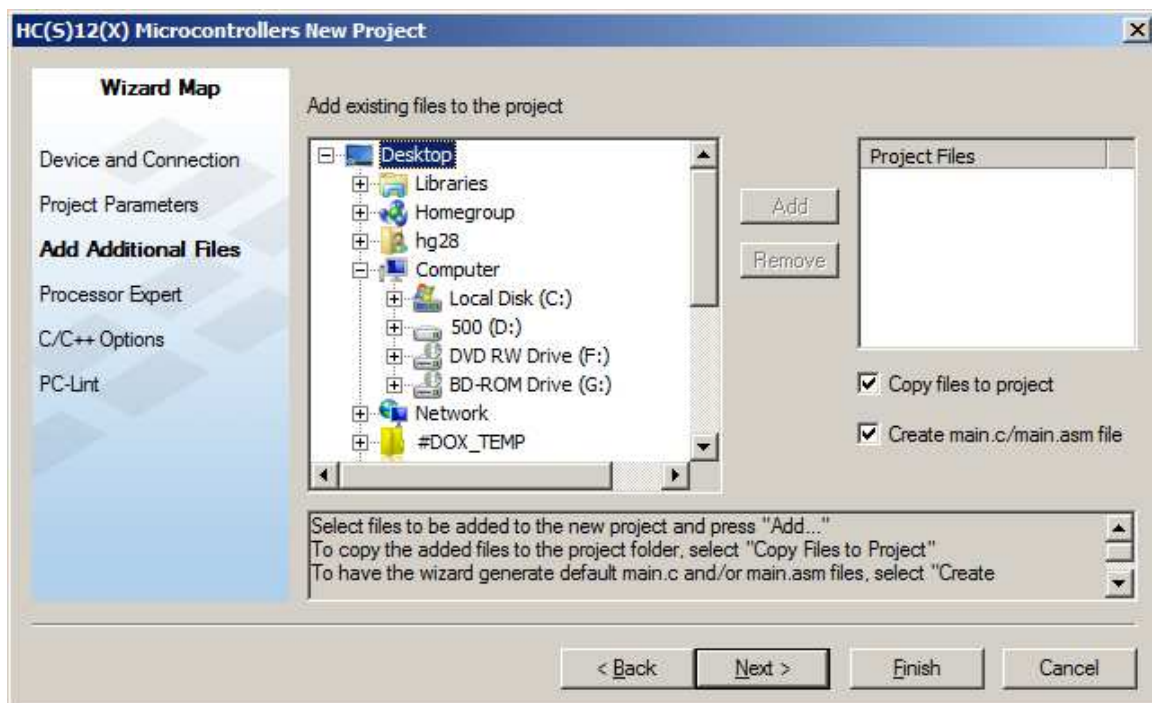 HC(S)12(X) Microcontrollers New Project
Wizard Map
Device and Connection
Project Parameters
Add Additional Files
Processor Expert
C/C++ Options
PC-Lint
Add existing files to the project
Desktop
Libraries
Homegroup
hg28
Computer
Local Disk (C:)
500 (D:)
DVD RW Drive (F:)
BD-ROM Drive (G:)
Network
#DOX_TEMP
Add
Remove
Project Files
Copy files to project
Create main.c/main.asm file
Select files to be added to the new project and press "Add..."
To copy the added files to the project folder, select "Copy Files to Project"
To have the wizard generate default main.c and/or main.asm files, select "Create
< Back
Next >
Finish
Cancel